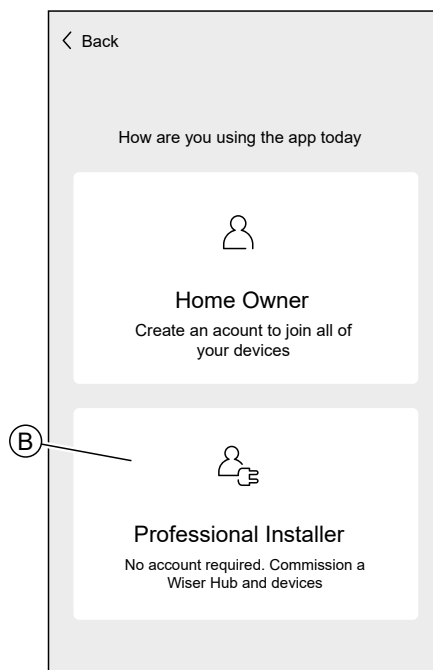 Back
How are you using the app today
Home Owner
Create an acount to join all of
your devices
B
Professional Installer
No account required. Commission a
Wiser Hub and devices